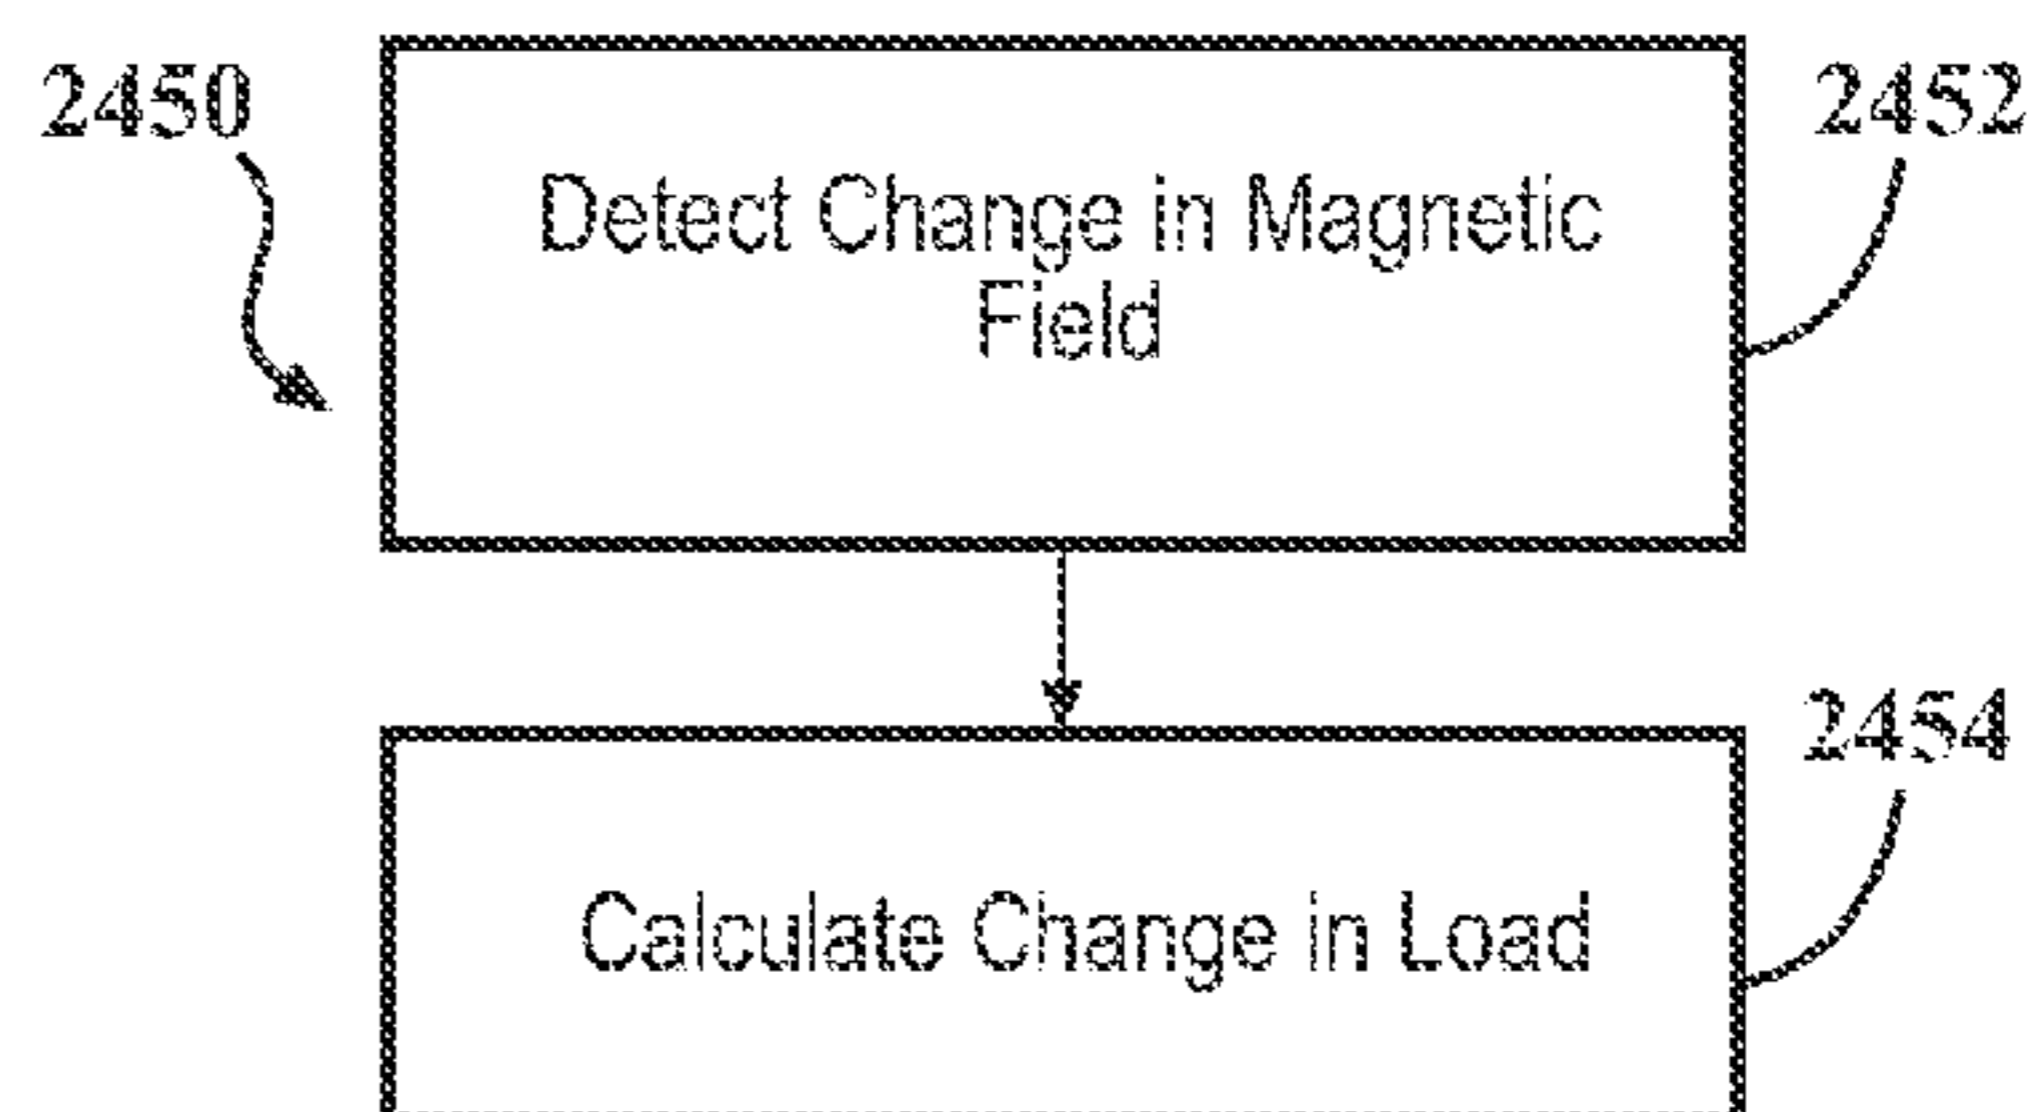 2450
2452
Detect Change in Magnetic
Field
2454
Calculate Change in Load